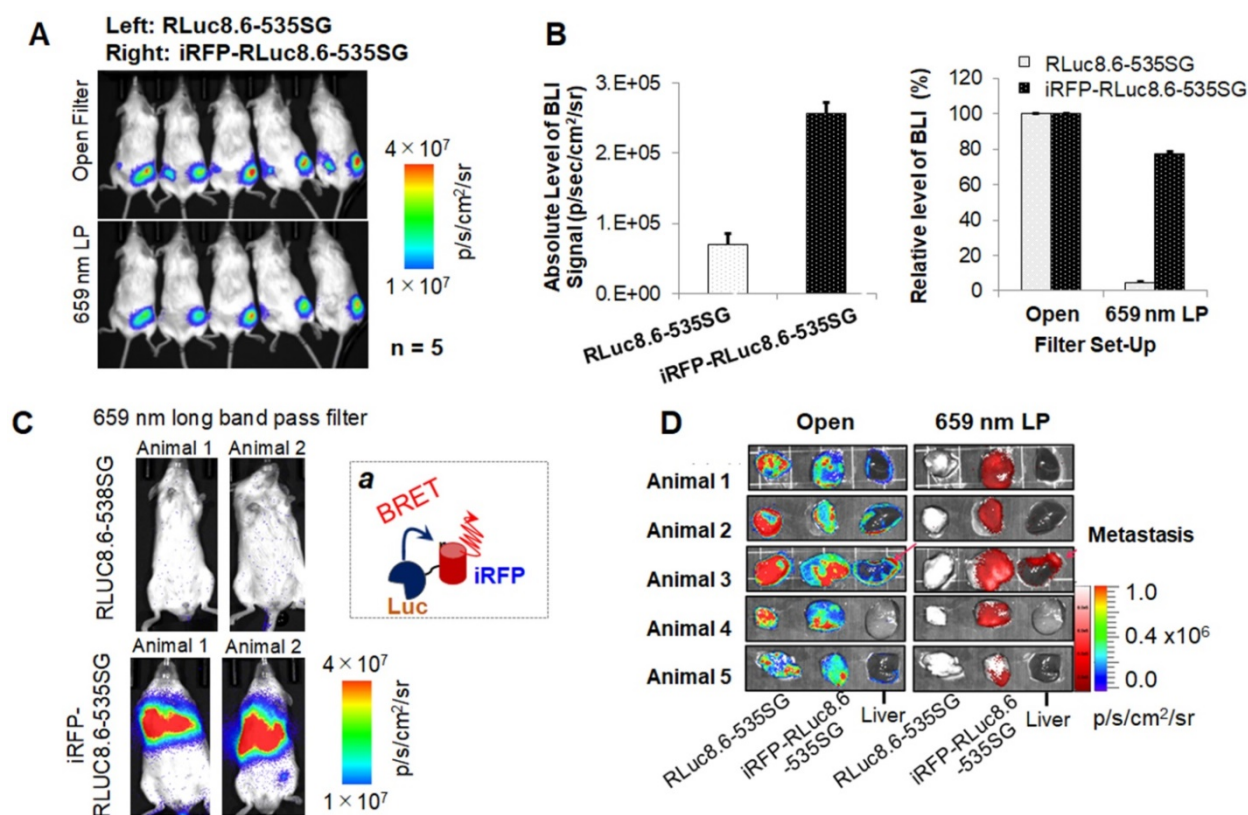 A
Left: RLuc8.6-535SG
Right: iRFP-RLuc8.6-535SG
Open Filter
659 nm LP
4 × 10⁷
1 × 10⁷
p/s/cm²/sr
n = 5
B
Absolute Level of BLI
Signal (p/sec/cm²/sr)
3.E+05
2.E+05
1.E+05
0.E+00
RLuc8.6-535SG
iRFP-RLuc8.6-535SG
Relative level of BLI (%)
120
100
80
60
40
20
0
RLuc8.6-535SG
iRFP-RLuc8.6-535SG
Open
659 nm LP
Filter Set-Up
C
659 nm long band pass filter
Animal 1
Animal 2
RLUC8.6-538SG
Animal 1
Animal 2
iRFP-
RLUC8.6-535SG
4 × 10⁷
1 × 10⁷
p/s/cm²/sr
a
BRET
iRFP
Luc
D
Open
659 nm LP
Animal 1
Animal 2
Animal 3
Animal 4
Animal 5
Metastasis
1.0
0.4 x10⁶
0.0
p/s/cm²/sr
RLuc8.6-535SG
iRFP-RLuc8.6
-535SG
Liver
RLuc8.6-535SG
iRFP-RLuc8.6
-535SG
Liver